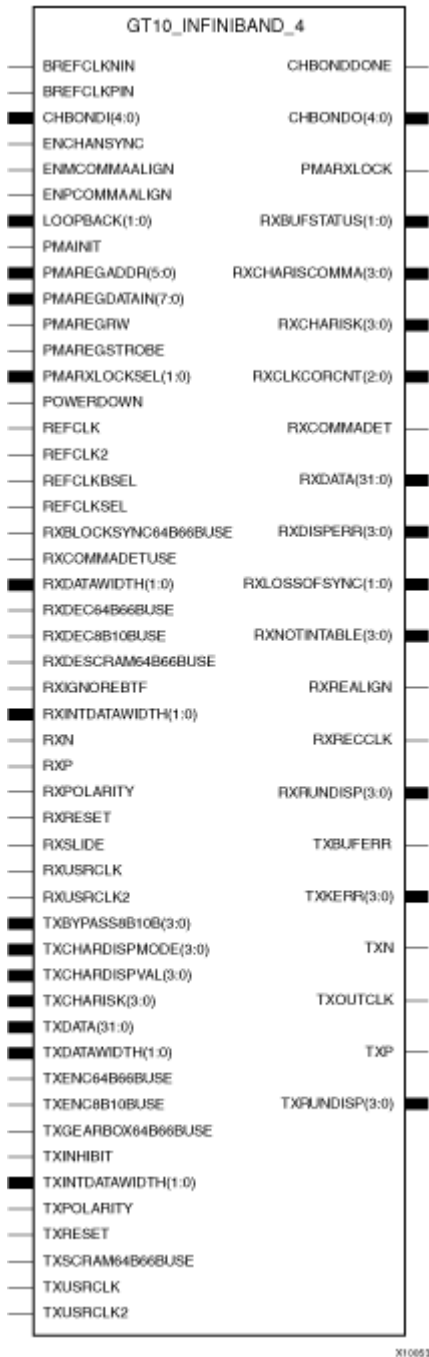 GT10_INFINIBAND_4
BREFCLKNIN CHBONDDONE
BREFCLKPIN
CHBONDI(4:0) CHBONDO(4:0)
ENCHANSYNC
ENMCOMMAALIGN PMARXLOCK
ENPCOMMAALIGN
LOOPBACK(1:0) RXBUFSTATUS(1:0)
PMAINIT
PMAREGADDR(5:0) RXCHARISCOMMA(3:0)
PMAREGDATAIN(7:0)
PMAREGRW RXCHARISK(3:0)
PMAREGSTROBE
PMARXLOCKSEL(1:0) RXCLKCORCNT(2:0)
POWERDOWN
REFCLK RXCOMMADET
REFCLK2
REFCLKBSEL RXDATA(31:0)
REFCLKSEL
RXBLOCKSYNC64B66BUSE RXDISPERR(3:0)
RXCOMMADETUSE
RXDATAWIDTH(1:0) RXLOSSOFSYNC(1:0)
RXDEC64B66BUSE
RXDEC8B10BUSE RXNOTINTABLE(3:0)
RXDESCRAM64B66BUSE
RXIGNOREBTF RXREALIGN
RXINTDATAWIDTH(1:0)
RXN RXRECCLK
RXP
RXPOLARITY RXRUNDISP(3:0)
RXRESET
RXSLIDE TXBUFERR
RXUSRCLK
RXUSRCLK2 TXKERR(3:0)
TXBYPASS8B10B(3:0)
TXCHARDISPMODE(3:0) TXN
TXCHARDISPVAL(3:0)
TXCHARISK(3:0) TXOUTCLK
TXDATA(31:0)
TXDATAWIDTH(1:0) TXP
TXENC64B66BUSE
TXENC8B10BUSE TXRUNDISP(3:0)
TXGEARBOX64B66BUSE
TXINHIBIT
TXINTDATAWIDTH(1:0)
TXPOLARITY
TXRESET
TXSCRAM64B66BUSE
TXUSRCLK
TXUSRCLK2